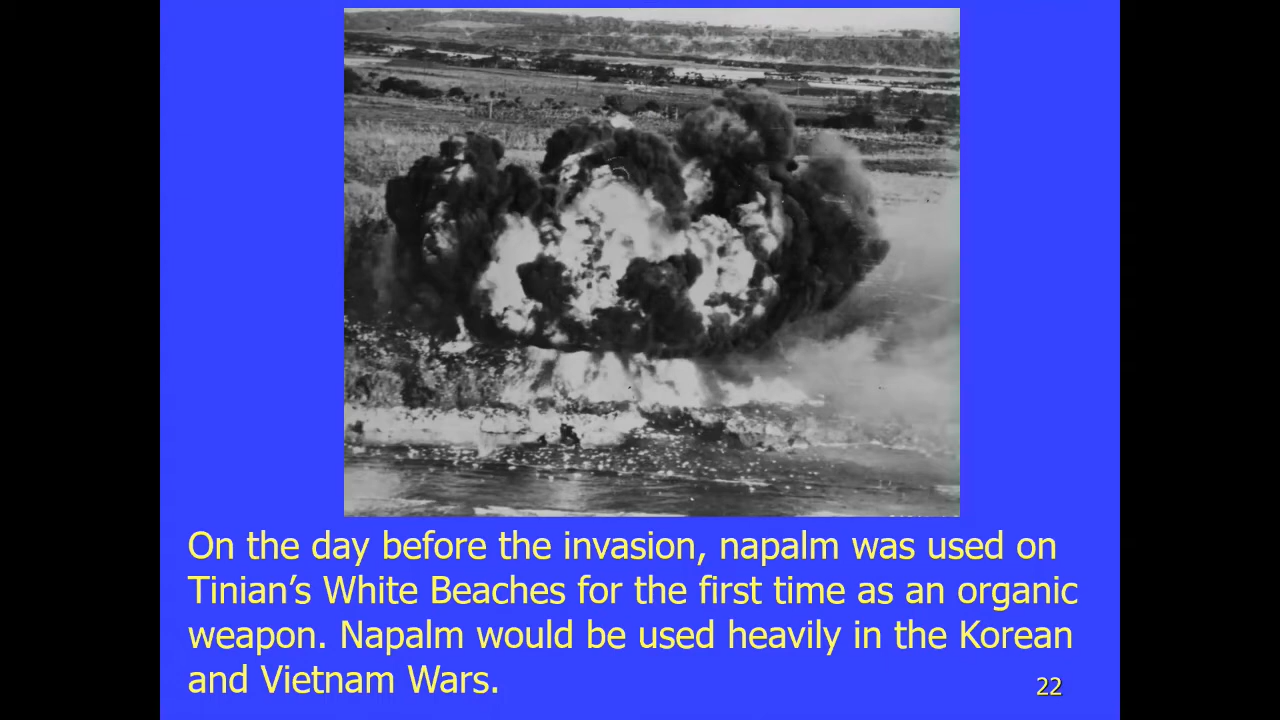 On the day before the invasion, napalm was used on
Tinian’s White Beaches for the first time as an organic
weapon. Napalm would be used heavily in the Korean
and Vietnam Wars.
22